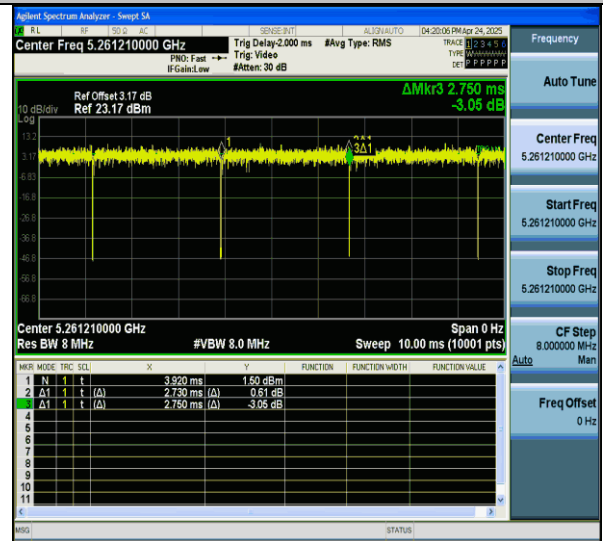 Agilent Spectrum Analyzer - Swept SA
RL RF 50 Ω AC SENSE:INT ALIGNAUTO 04:20:06 PM Apr 24, 2025
Center Freq 5.261210000 GHz
PNO: Fast
IFGain:Low
Trig Delay-2.000 ms
Trig: Video
#Atten: 30 dB
#Avg Type: RMS
TRACE 1 2 3 4 5 6
TYPE
DET P P P P P P
Frequency
Ref Offset 3.17 dB
10 dB/div Ref 23.17 dBm
Log
ΔMkr3 2.750 ms
-3.05 dB
Auto Tune
13.2
3.17
-6.83
-16.8
-26.8
-36.8
-46.8
-56.8
-66.8
1
3Δ1
Center Freq
5.261210000 GHz
Start Freq
5.261210000 GHz
Stop Freq
5.261210000 GHz
Center 5.261210000 GHz Span 0 Hz
Res BW 8 MHz #VBW 8.0 MHz Sweep 10.00 ms (10001 pts)
CF Step
8.000000 MHz
Auto Man
MKR MODE TRC SCL X Y FUNCTION FUNCTION WIDTH FUNCTION VALUE
1 N 1 t 3.920 ms 1.50 dBm
2 Δ1 1 t (Δ) 2.730 ms (Δ) 0.61 dB
3 Δ1 1 t (Δ) 2.750 ms (Δ) -3.05 dB
4
5
6
7
8
9
10
11
Freq Offset
0 Hz
MSG STATUS